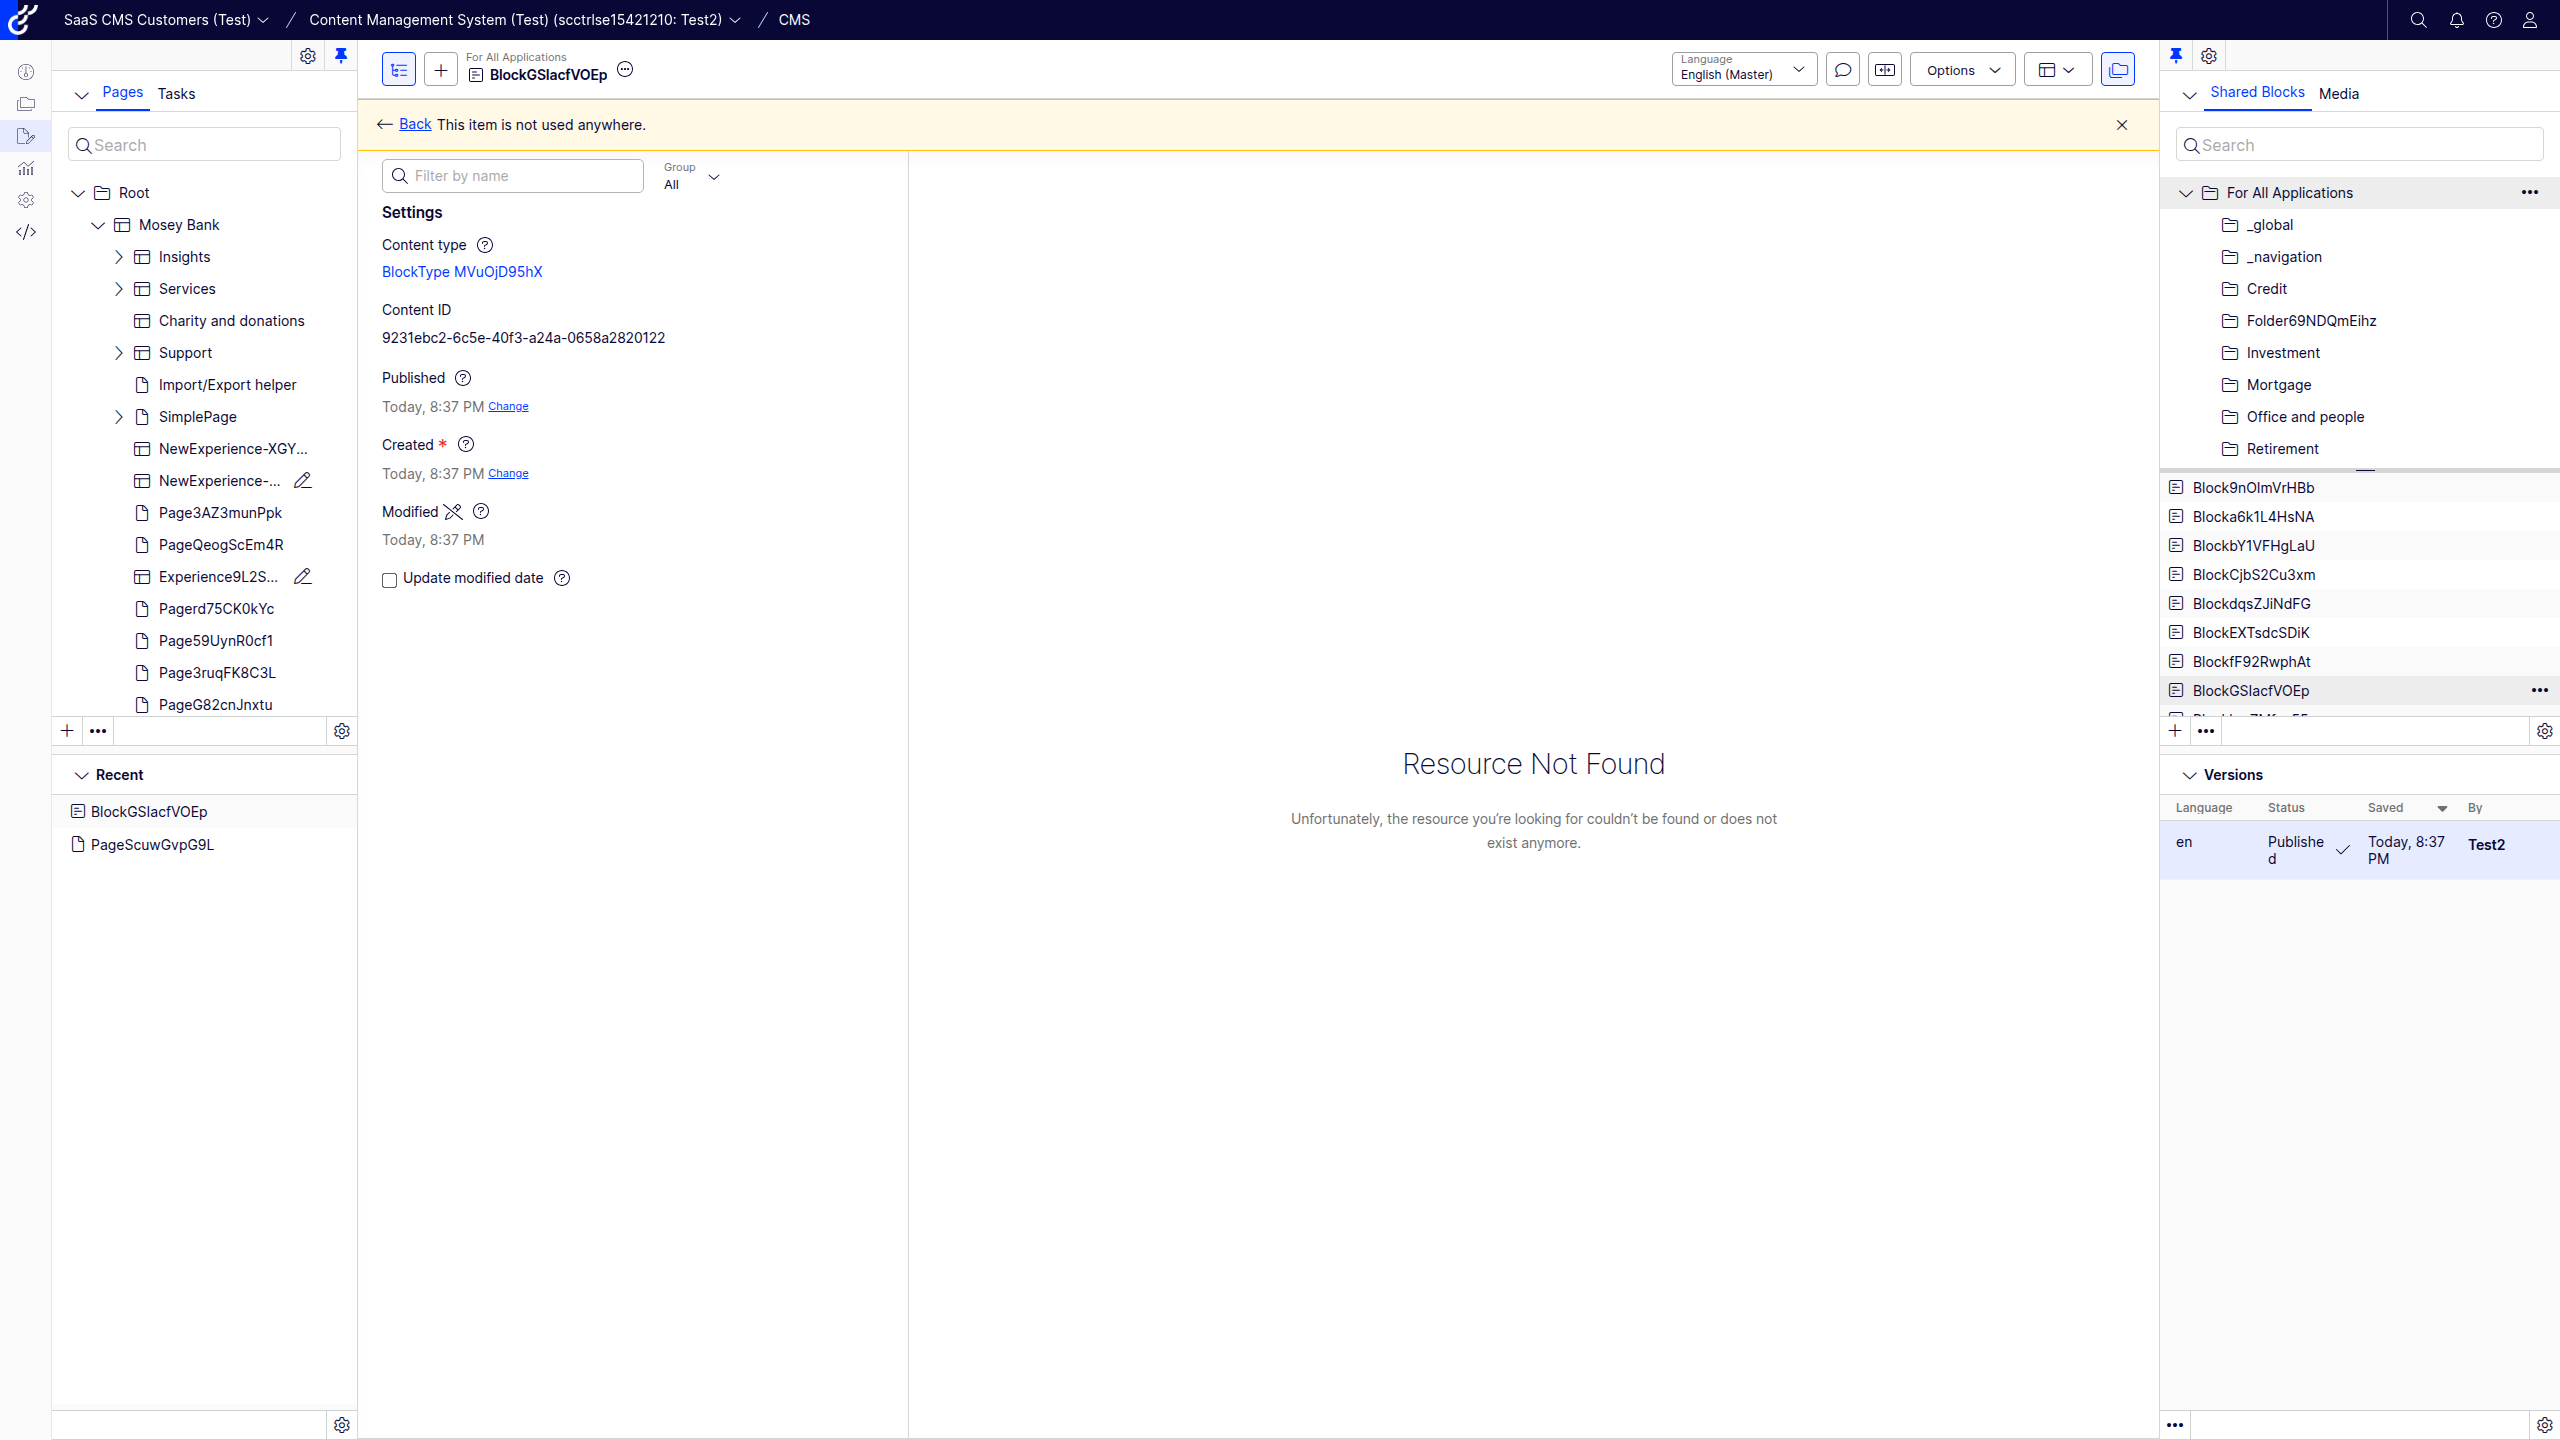 SaaS CMS Customers (Test)
Content Management System (Test) (scctrlse15421210: Test2)
CMS
Pages
Tasks
Search
Root
Mosey Bank
Insights
Services
Charity and donations
Support
Import/Export helper
SimplePage
NewExperience-XGY...
NewExperience-...
Page3AZ3munPpk
PageQeogScEm4R
Experience9L2S...
Pagerd75CK0kYc
Page59UynR0cf1
Page3ruqFK8C3L
PageG82cnJnxtu
Recent
BlockGSIacfVOEp
PageScuwGvpG9L
For All Applications
BlockGSIacfVOEp
Language
English (Master)
Options
Back This item is not used anywhere.
Filter by name
Group
All
Settings
Content type
BlockType MVuOjD95hX
Content ID
9231ebc2-6c5e-40f3-a24a-0658a2820122
Published
Today, 8:37 PM Change
Created *
Today, 8:37 PM Change
Modified
Today, 8:37 PM
Update modified date
Resource Not Found
Unfortunately, the resource you’re looking for couldn’t be found or does not
exist anymore.
Shared Blocks
Media
Search
For All Applications
_global
_navigation
Credit
Folder69NDQmEihz
Investment
Mortgage
Office and people
Retirement
Block9nOlmVrHBb
Blocka6k1L4HsNA
BlockbY1VFHgLaU
BlockCjbS2Cu3xm
BlockdqsZJiNdFG
BlockEXTsdcSDiK
BlockfF92RwphAt
BlockGSIacfVOEp
Versions
Language
Status
Saved
By
en
Publishe
d
Today, 8:37
PM
Test2